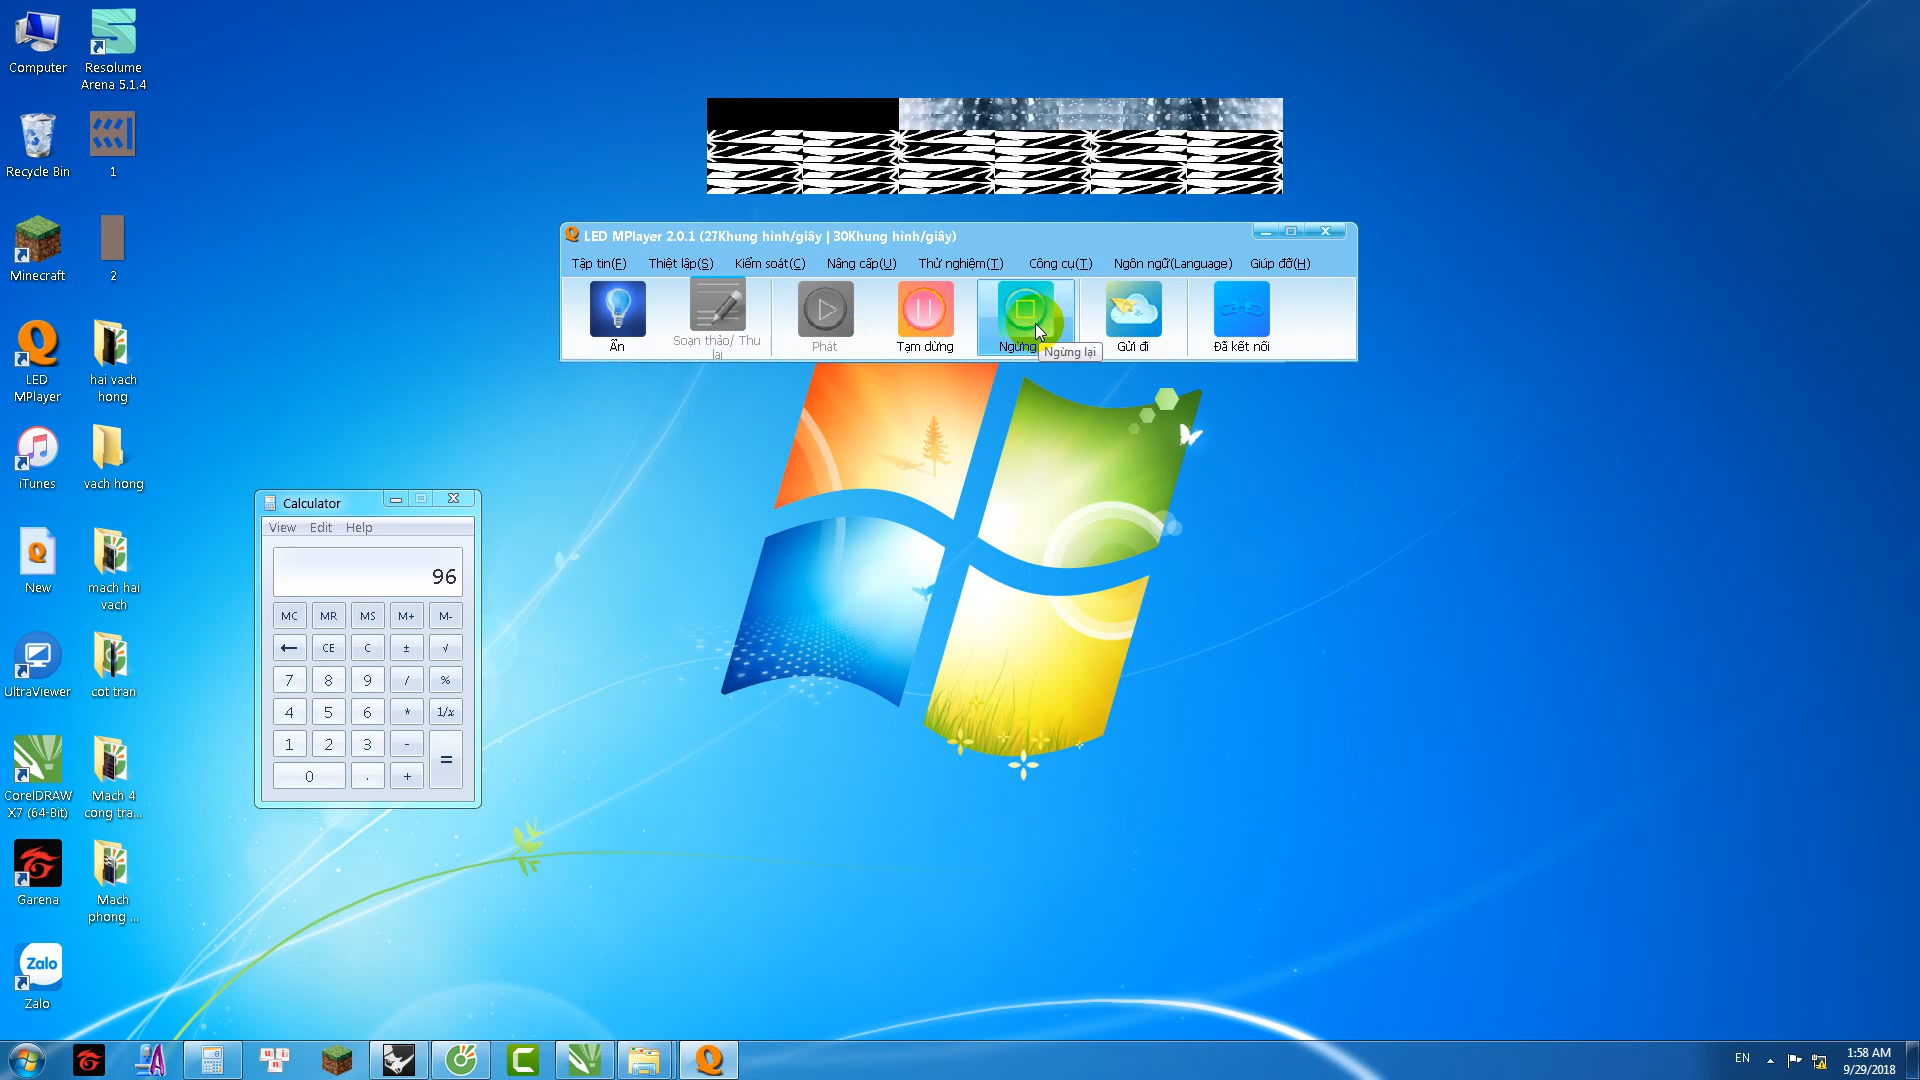 Computer
Resolume
Arena 5.1.4
Recycle Bin
1
Minecraft
2
LED
MPlayer
hai vach
hong
iTunes
vach hong
New
mach hai
vach
UltraViewer
cot tran
CorelDRAW
X7 (64-Bit)
Mach 4
cong tra...
Garena
Mach
phong ...
Zalo
Zalo
LED MPlayer 2.0.1 (27Khung hình/giây | 30Khung hình/giây)
Tập tin(F) Thiệt lập(S) Kiểm soát(C) Nâng cấp(U) Thử nghiệm(T) Công cụ(T) Ngôn ngữ(Language) Giúp đỡ(H)
Ẩn
Soạn thảo/ Thu
lại
Phát
Tạm dừng
Ngừng
Ngừng lại
Gửi đi
Đã kết nối
Calculator
View Edit Help
96
MC MR MS M+ M-
← CE C ± √
7 8 9 / %
4 5 6 * 1/x
1 2 3 - =
0 . +
EN
1:58 AM
9/29/2018